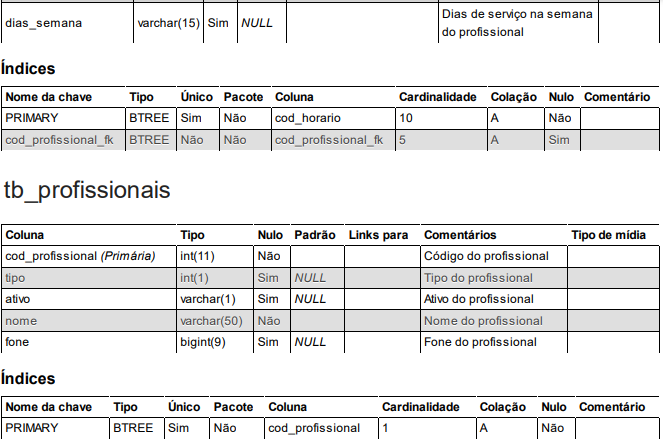 dias_semana varchar(15) Sim NULL Dias de serviço na semana
do profissional
Índices
Nome da chave Tipo Único Pacote Coluna Cardinalidade Colação Nulo Comentário
PRIMARY BTREE Sim Não cod_horario 10 A Não
cod_profissional_fk BTREE Não Não cod_profissional_fk 5 A Sim
tb_profissionais
Coluna Tipo Nulo Padrão Links para Comentários Tipo de mídia
cod_profissional (Primária) int(11) Não Código do profissional
tipo int(1) Sim NULL Tipo do profissional
ativo varchar(1) Sim NULL Ativo do profissional
nome varchar(50) Não Nome do profissional
fone bigint(9) Sim NULL Fone do profissional
Índices
Nome da chave Tipo Único Pacote Coluna Cardinalidade Colação Nulo Comentário
PRIMARY BTREE Sim Não cod_profissional 1 A Não